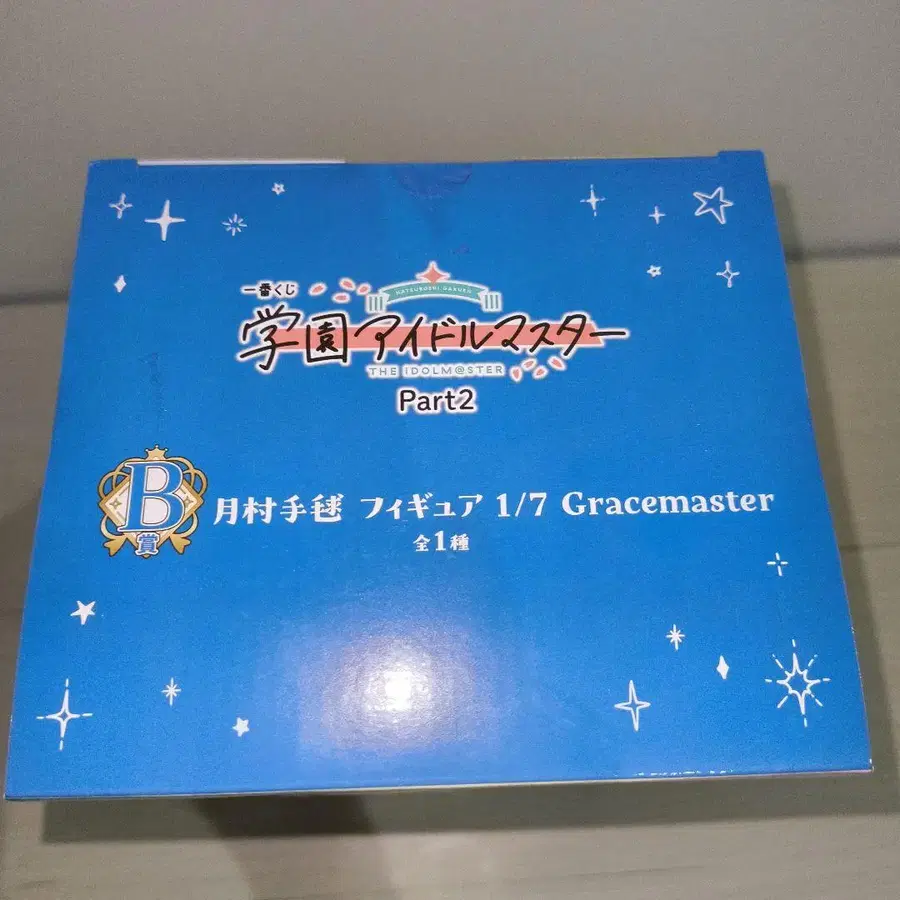 一番くじ
HATSUBOSHI GAKUEN
学園アイドルマスター
THE IDOLM@STER
Part2
B賞
月村手毬 フィギュア 1/7 Gracemaster
全1種